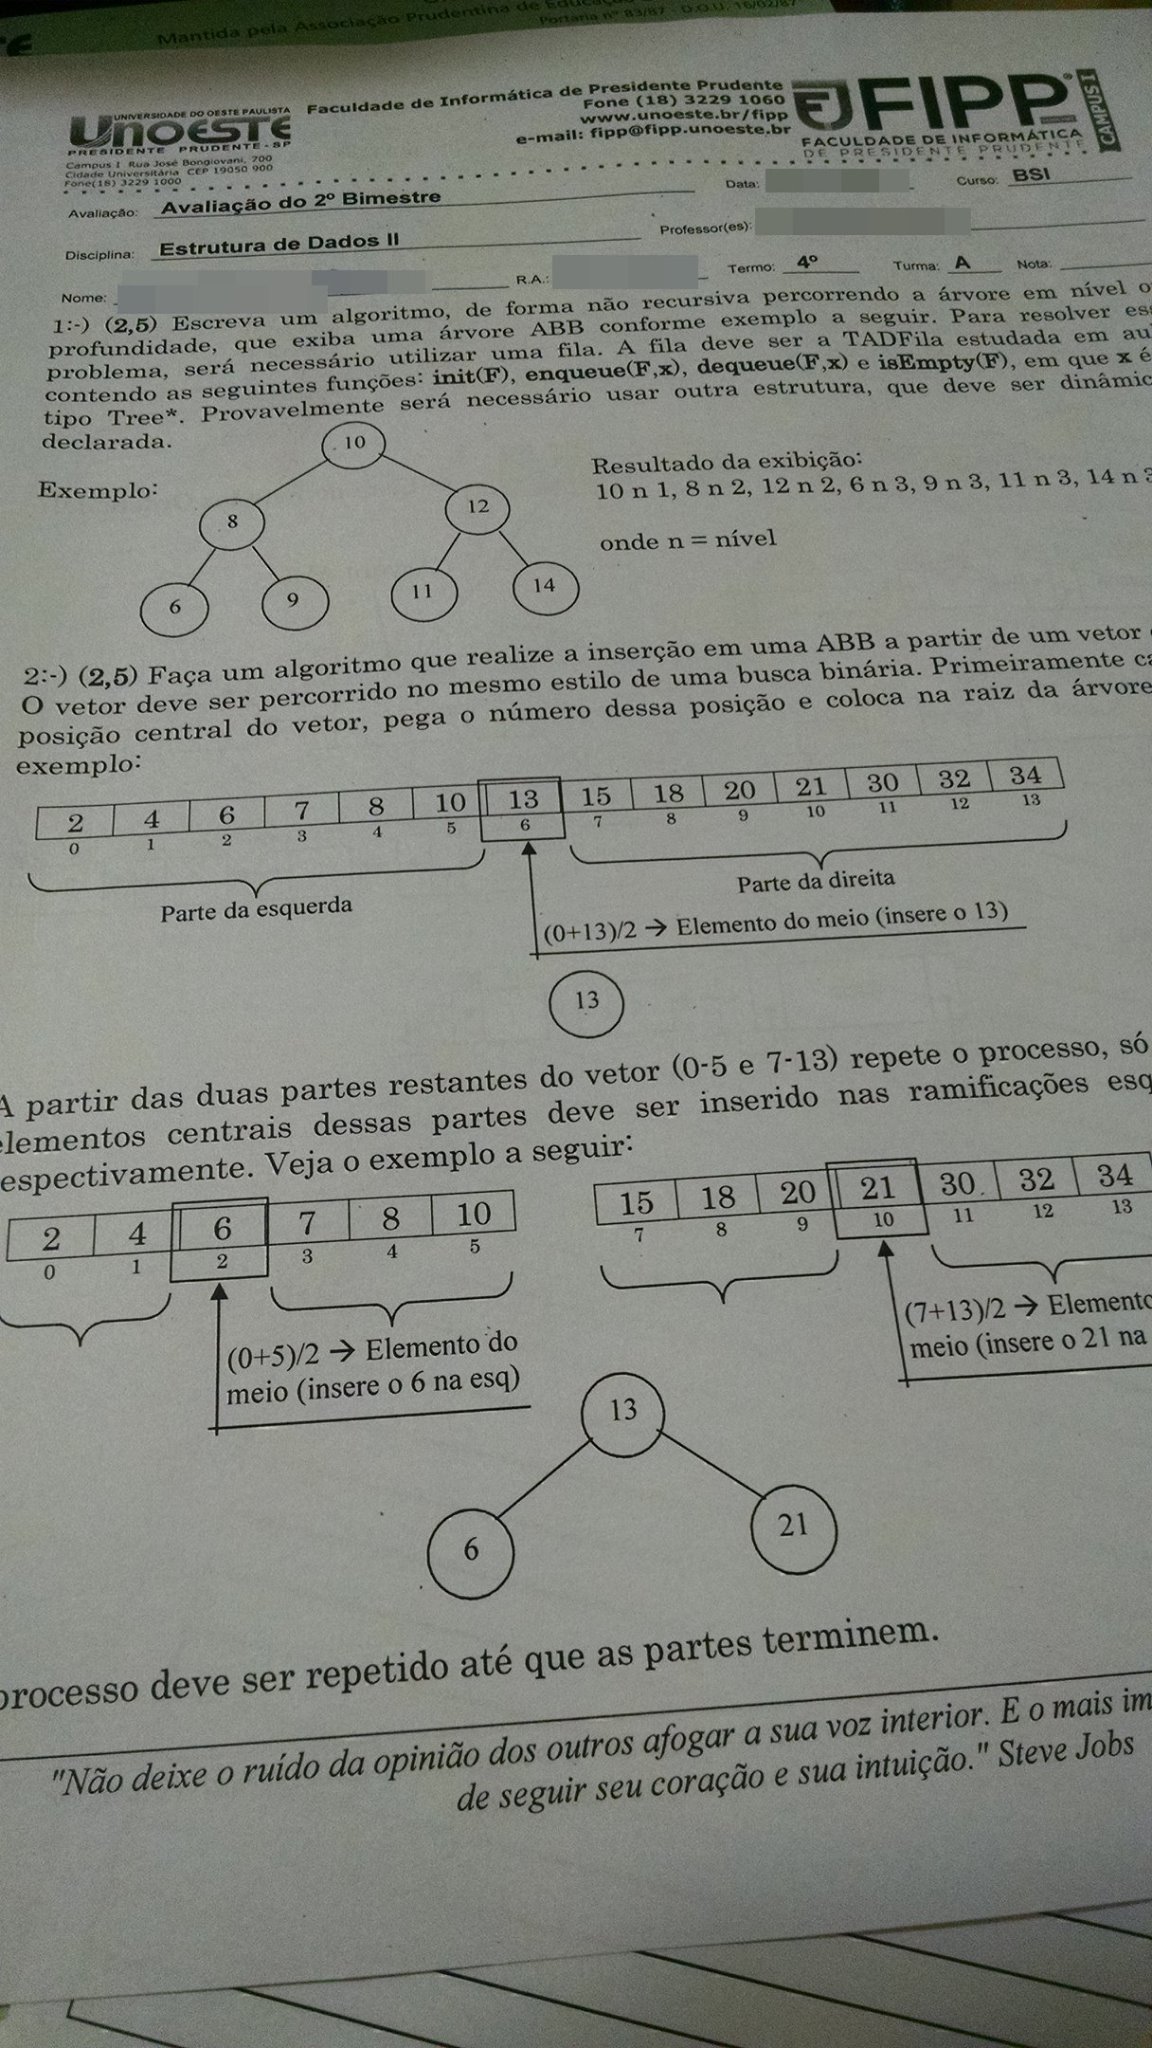 Mantida pela Associação Prudentina de Educação
Portaria nº 83/87 - D.O.U. 16/02/87
UNIVERSIDADE DO OESTE PAULISTA
UNOESTE
PRESIDENTE PRUDENTE - SP
Campus I Rua José Bongiovani, 700
Cidade Universitária CEP 19050 900
Fone(18) 3229 1000
Faculdade de Informática de Presidente Prudente
Fone (18) 3229 1060
www.unoeste.br/fipp
e-mail: fipp@fipp.unoeste.br
FIPP
FACULDADE DE INFORMÁTICA
DE PRESIDENTE PRUDENTE
CAMPUS I
Avaliação: Avaliação do 2º Bimestre Data: Curso: BSI
Disciplina: Estrutura de Dados II Professor(es):
Nome: R.A.: Termo: 4º Turma: A Nota:
1:-) (2,5) Escreva um algoritmo, de forma não recursiva percorrendo a árvore em nível o
profundidade, que exiba uma árvore ABB conforme exemplo a seguir. Para resolver es
problema, será necessário utilizar uma fila. A fila deve ser a TADFila estudada em au
contendo as seguintes funções: init(F), enqueue(F,x), dequeue(F,x) e isEmpty(F), em que x é
tipo Tree*. Provavelmente será necessário usar outra estrutura, que deve ser dinâmic
declarada.
Exemplo:
10
8
12
6
9
11
14
Resultado da exibição:
10 n 1, 8 n 2, 12 n 2, 6 n 3, 9 n 3, 11 n 3, 14 n 3
onde n = nível
2:-) (2,5) Faça um algoritmo que realize a inserção em uma ABB a partir de um vetor
O vetor deve ser percorrido no mesmo estilo de uma busca binária. Primeiramente ca
posição central do vetor, pega o número dessa posição e coloca na raiz da árvore
exemplo:
2 4 6 7 8 10 13 15 18 20 21 30 32 34
0 1 2 3 4 5 6 7 8 9 10 11 12 13
Parte da esquerda
Parte da direita
(0+13)/2 → Elemento do meio (insere o 13)
13
A partir das duas partes restantes do vetor (0-5 e 7-13) repete o processo, só
elementos centrais dessas partes deve ser inserido nas ramificações esq
espectivamente. Veja o exemplo a seguir:
2 4 6 7 8 10
0 1 2 3 4 5
15 18 20 21 30 32 34
7 8 9 10 11 12 13
(0+5)/2 → Elemento do
meio (insere o 6 na esq)
(7+13)/2 → Elemento
meio (insere o 21 na
13
6
21
processo deve ser repetido até que as partes terminem.
"Não deixe o ruído da opinião dos outros afogar a sua voz interior. E o mais im
de seguir seu coração e sua intuição." Steve Jobs